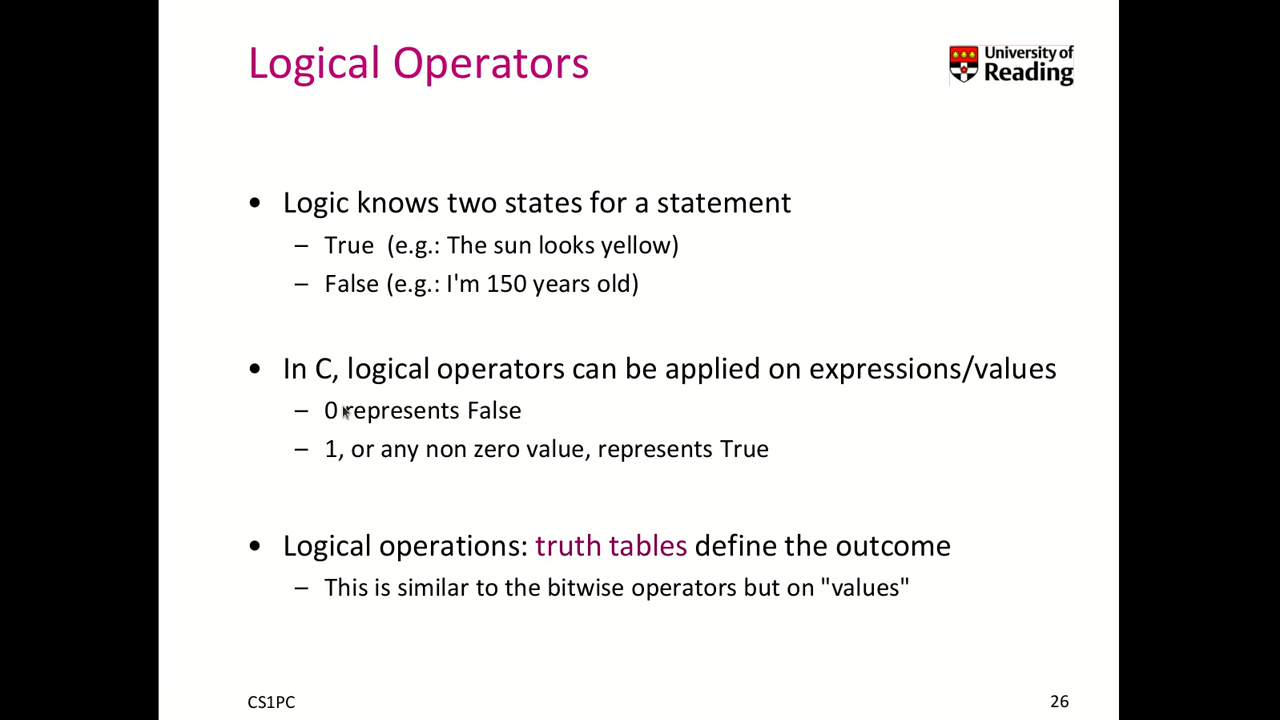 Logical Operators
University of
Reading
• Logic knows two states for a statement
– True (e.g.: The sun looks yellow)
– False (e.g.: I'm 150 years old)
• In C, logical operators can be applied on expressions/values
– 0 represents False
– 1, or any non zero value, represents True
• Logical operations: truth tables define the outcome
– This is similar to the bitwise operators but on "values"
CS1PC
26